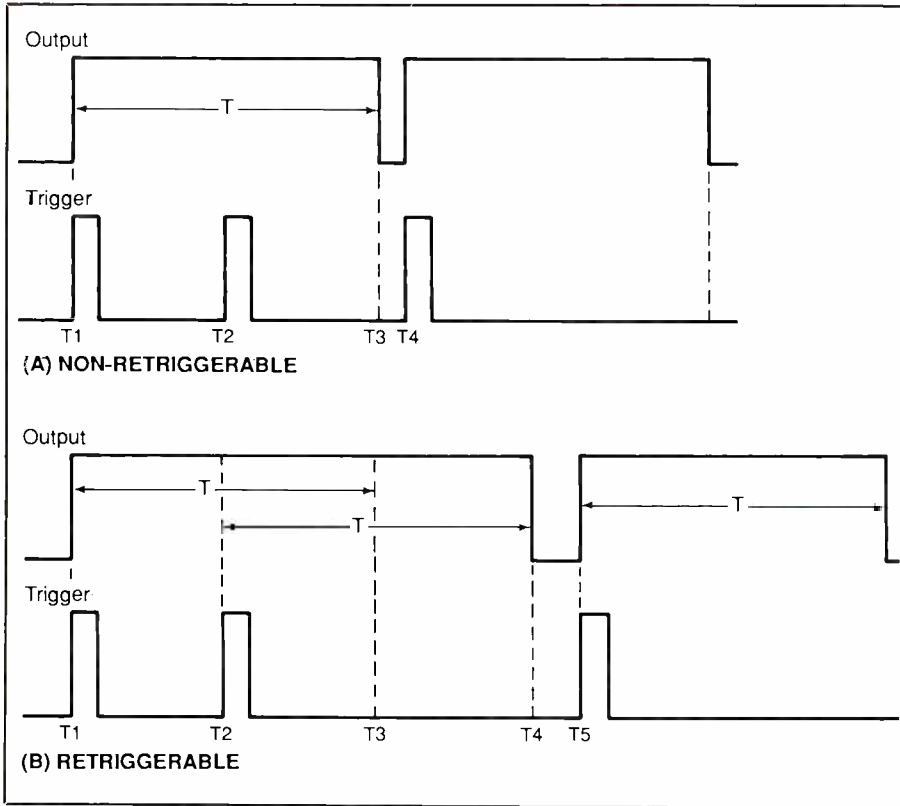 Output
T
Trigger
T1 T2 T3 T4
(A) NON-RETRIGGERABLE
Output
T T
T
Trigger
T1 T2 T3 T4 T5
(B) RETRIGGERABLE